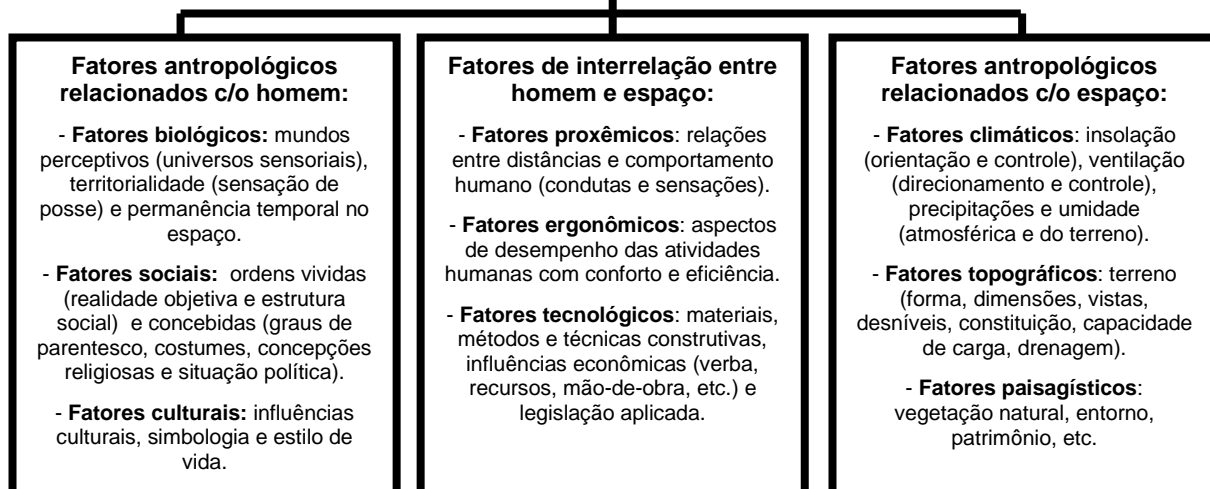 Fatores antropológicos
relacionados c/o homem:
- Fatores biológicos: mundos
perceptivos (universos sensoriais),
territorialidade (sensação de
posse) e permanência temporal no
espaço.
- Fatores sociais: ordens vividas
(realidade objetiva e estrutura
social) e concebidas (graus de
parentesco, costumes, concepções
religiosas e situação política).
- Fatores culturais: influências
culturais, simbologia e estilo de
vida.
Fatores de interrelação entre
homem e espaço:
- Fatores proxêmicos: relações
entre distâncias e comportamento
humano (condutas e sensações).
- Fatores ergonômicos: aspectos
de desempenho das atividades
humanas com conforto e eficiência.
- Fatores tecnológicos: materiais,
métodos e técnicas construtivas,
influências econômicas (verba,
recursos, mão-de-obra, etc.) e
legislação aplicada.
Fatores antropológicos
relacionados c/o espaço:
- Fatores climáticos: insolação
(orientação e controle), ventilação
(direcionamento e controle),
precipitações e umidade
(atmosférica e do terreno).
- Fatores topográficos: terreno
(forma, dimensões, vistas,
desníveis, constituição, capacidade
de carga, drenagem).
- Fatores paisagísticos:
vegetação natural, entorno,
patrimônio, etc.